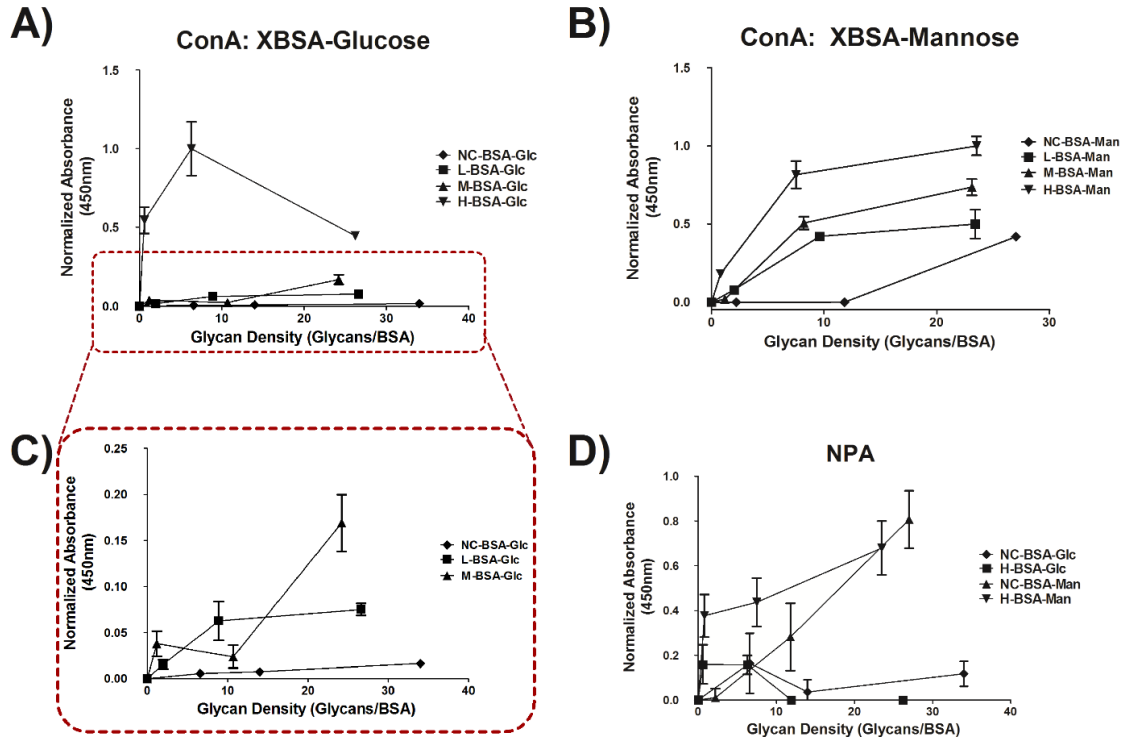 A)
ConA: XBSA-Glucose
Normalized Absorbance
(450nm)
1.5
1.0
0.5
0.0
0
10
20
30
40
Glycan Density (Glycans/BSA)
NC-BSA-Glc
L-BSA-Glc
M-BSA-Glc
H-BSA-Glc
B)
ConA: XBSA-Mannose
Normalized Absorbance
(450nm)
1.5
1.0
0.5
0.0
0
10
20
30
Glycan Density (Glycans/BSA)
NC-BSA-Man
L-BSA-Man
M-BSA-Man
H-BSA-Man
C)
Normalized Absorbance
(450nm)
0.25
0.20
0.15
0.10
0.05
0.00
0
10
20
30
40
Glycan Density (Glycans/BSA)
NC-BSA-Glc
L-BSA-Glc
M-BSA-Glc
D)
NPA
Normalized Absorbance
(450nm)
1.0
0.8
0.6
0.4
0.2
0.0
0
10
20
30
40
Glycan Density (Glycans/BSA)
NC-BSA-Glc
H-BSA-Glc
NC-BSA-Man
H-BSA-Man